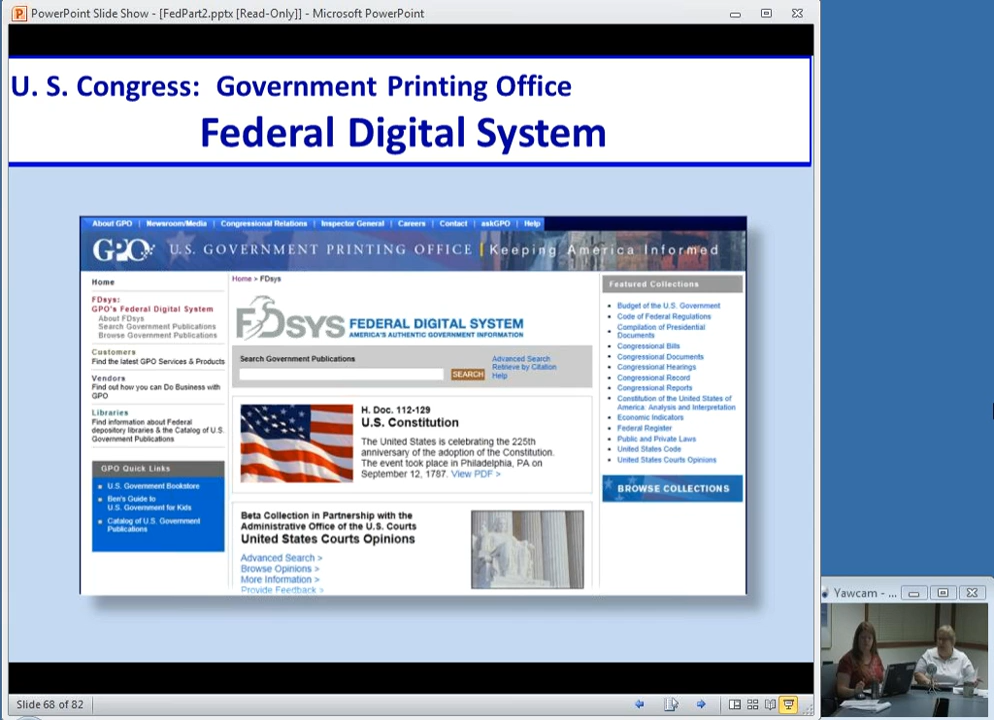 PowerPoint Slide Show - [FedPart2.pptx [Read-Only]] - Microsoft PowerPoint
U. S. Congress: Government Printing Office
Federal Digital System
About GPO | Newsroom/Media | Congressional Relations | Inspector General | Careers | Contact | askGPO | Help
GPO U.S. GOVERNMENT PRINTING OFFICE | Keeping America Informed
Home
FDsys:
GPO's Federal Digital System
About FDsys
Search Government Publications
Browse Government Publications
Customers
Find the latest GPO Services & Products
Vendors
Find out how you can Do Business with
GPO
Libraries
Find information about Federal
depository libraries & the Catalog of U.S.
Government Publications
GPO Quick Links
U.S. Government Bookstore
Ben's Guide to
U.S. Government for Kids
Catalog of U.S. Government
Publications
Home > FDsys
FDSYS FEDERAL DIGITAL SYSTEM
AMERICA'S AUTHENTIC GOVERNMENT INFORMATION
Search Government Publications
SEARCH
Advanced Search
Retrieve by Citation
Help
H. Doc. 112-129
U.S. Constitution
The United States is celebrating the 225th
anniversary of the adoption of the Constitution.
The event took place in Philadelphia, PA on
September 12, 1787. View PDF >
Beta Collection in Partnership with the
Administrative Office of the U.S. Courts
United States Courts Opinions
Advanced Search >
Browse Opinions >
More Information >
Provide Feedback >
Featured Collections
Budget of the U.S. Government
Code of Federal Regulations
Compilation of Presidential
Documents
Congressional Bills
Congressional Documents
Congressional Hearings
Congressional Record
Congressional Reports
Constitution of the United States of
America: Analysis and Interpretation
Economic Indicators
Federal Register
Public and Private Laws
United States Code
United States Courts Opinions
BROWSE COLLECTIONS
Yawcam - ...
Slide 68 of 82